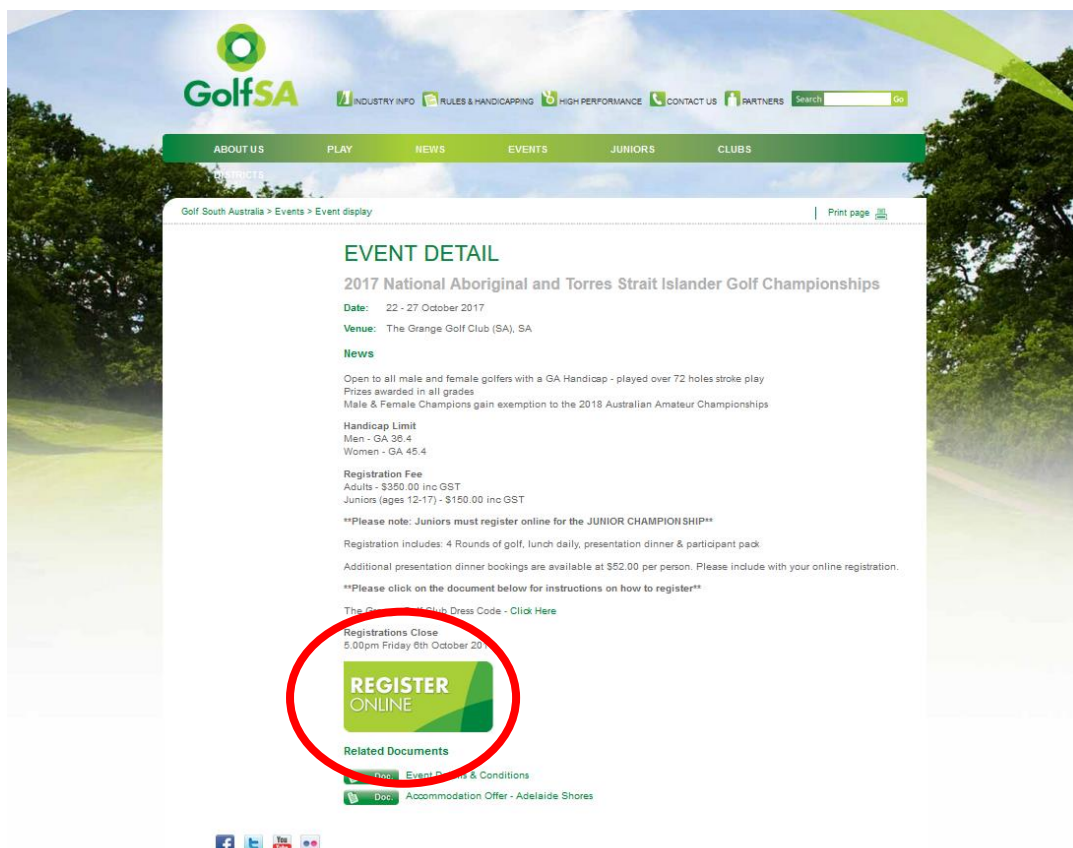 GolfSA
INDUSTRY INFO RULES & HANDICAPPING HIGH PERFORMANCE CONTACT US PARTNERS Search Go
ABOUT US PLAY NEWS EVENTS JUNIORS CLUBS
DISTRICTS
Golf South Australia > Events > Event display Print page
EVENT DETAIL
2017 National Aboriginal and Torres Strait Islander Golf Championships
Date: 22 - 27 October 2017
Venue: The Grange Golf Club (SA), SA
News
Open to all male and female golfers with a GA Handicap - played over 72 holes stroke play
Prizes awarded in all grades
Male & Female Champions gain exemption to the 2018 Australian Amateur Championships
Handicap Limit
Men - GA 36.4
Women - GA 45.4
Registration Fee
Adults - $350.00 inc GST
Juniors (ages 12-17) - $150.00 inc GST
**Please note: Juniors must register online for the JUNIOR CHAMPIONSHIP**
Registration includes: 4 Rounds of golf, lunch daily, presentation dinner & participant pack
Additional presentation dinner bookings are available at $52.00 per person. Please include with your online registration.
**Please click on the document below for instructions on how to register**
The Grange Golf Club Dress Code - Click Here
Registrations Close
5.00pm Friday 6th October 201
REGISTER
ONLINE
Related Documents
Doc. Event Details & Conditions
Doc. Accommodation Offer - Adelaide Shores
f t You Tube